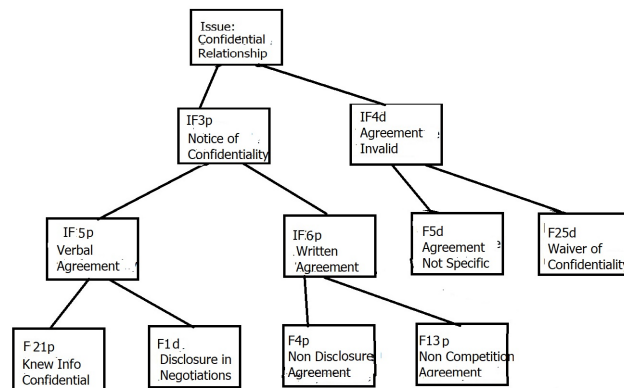 Issue:
Confidential
Relationship
IF3p
Notice of
Confidentiality
IF4d
Agreement
Invalid
IF5p
Verbal
Agreement
IF6p
Written
Agreement
F5d
Agreement
Not Specific
F25d
Waiver of
Confidentiality
F21p
Knew Info
Confidential
F1d
Disclosure in
Negotiations
F4p
Non Disclosure
Agreement
F13p
Non Competition
Agreement